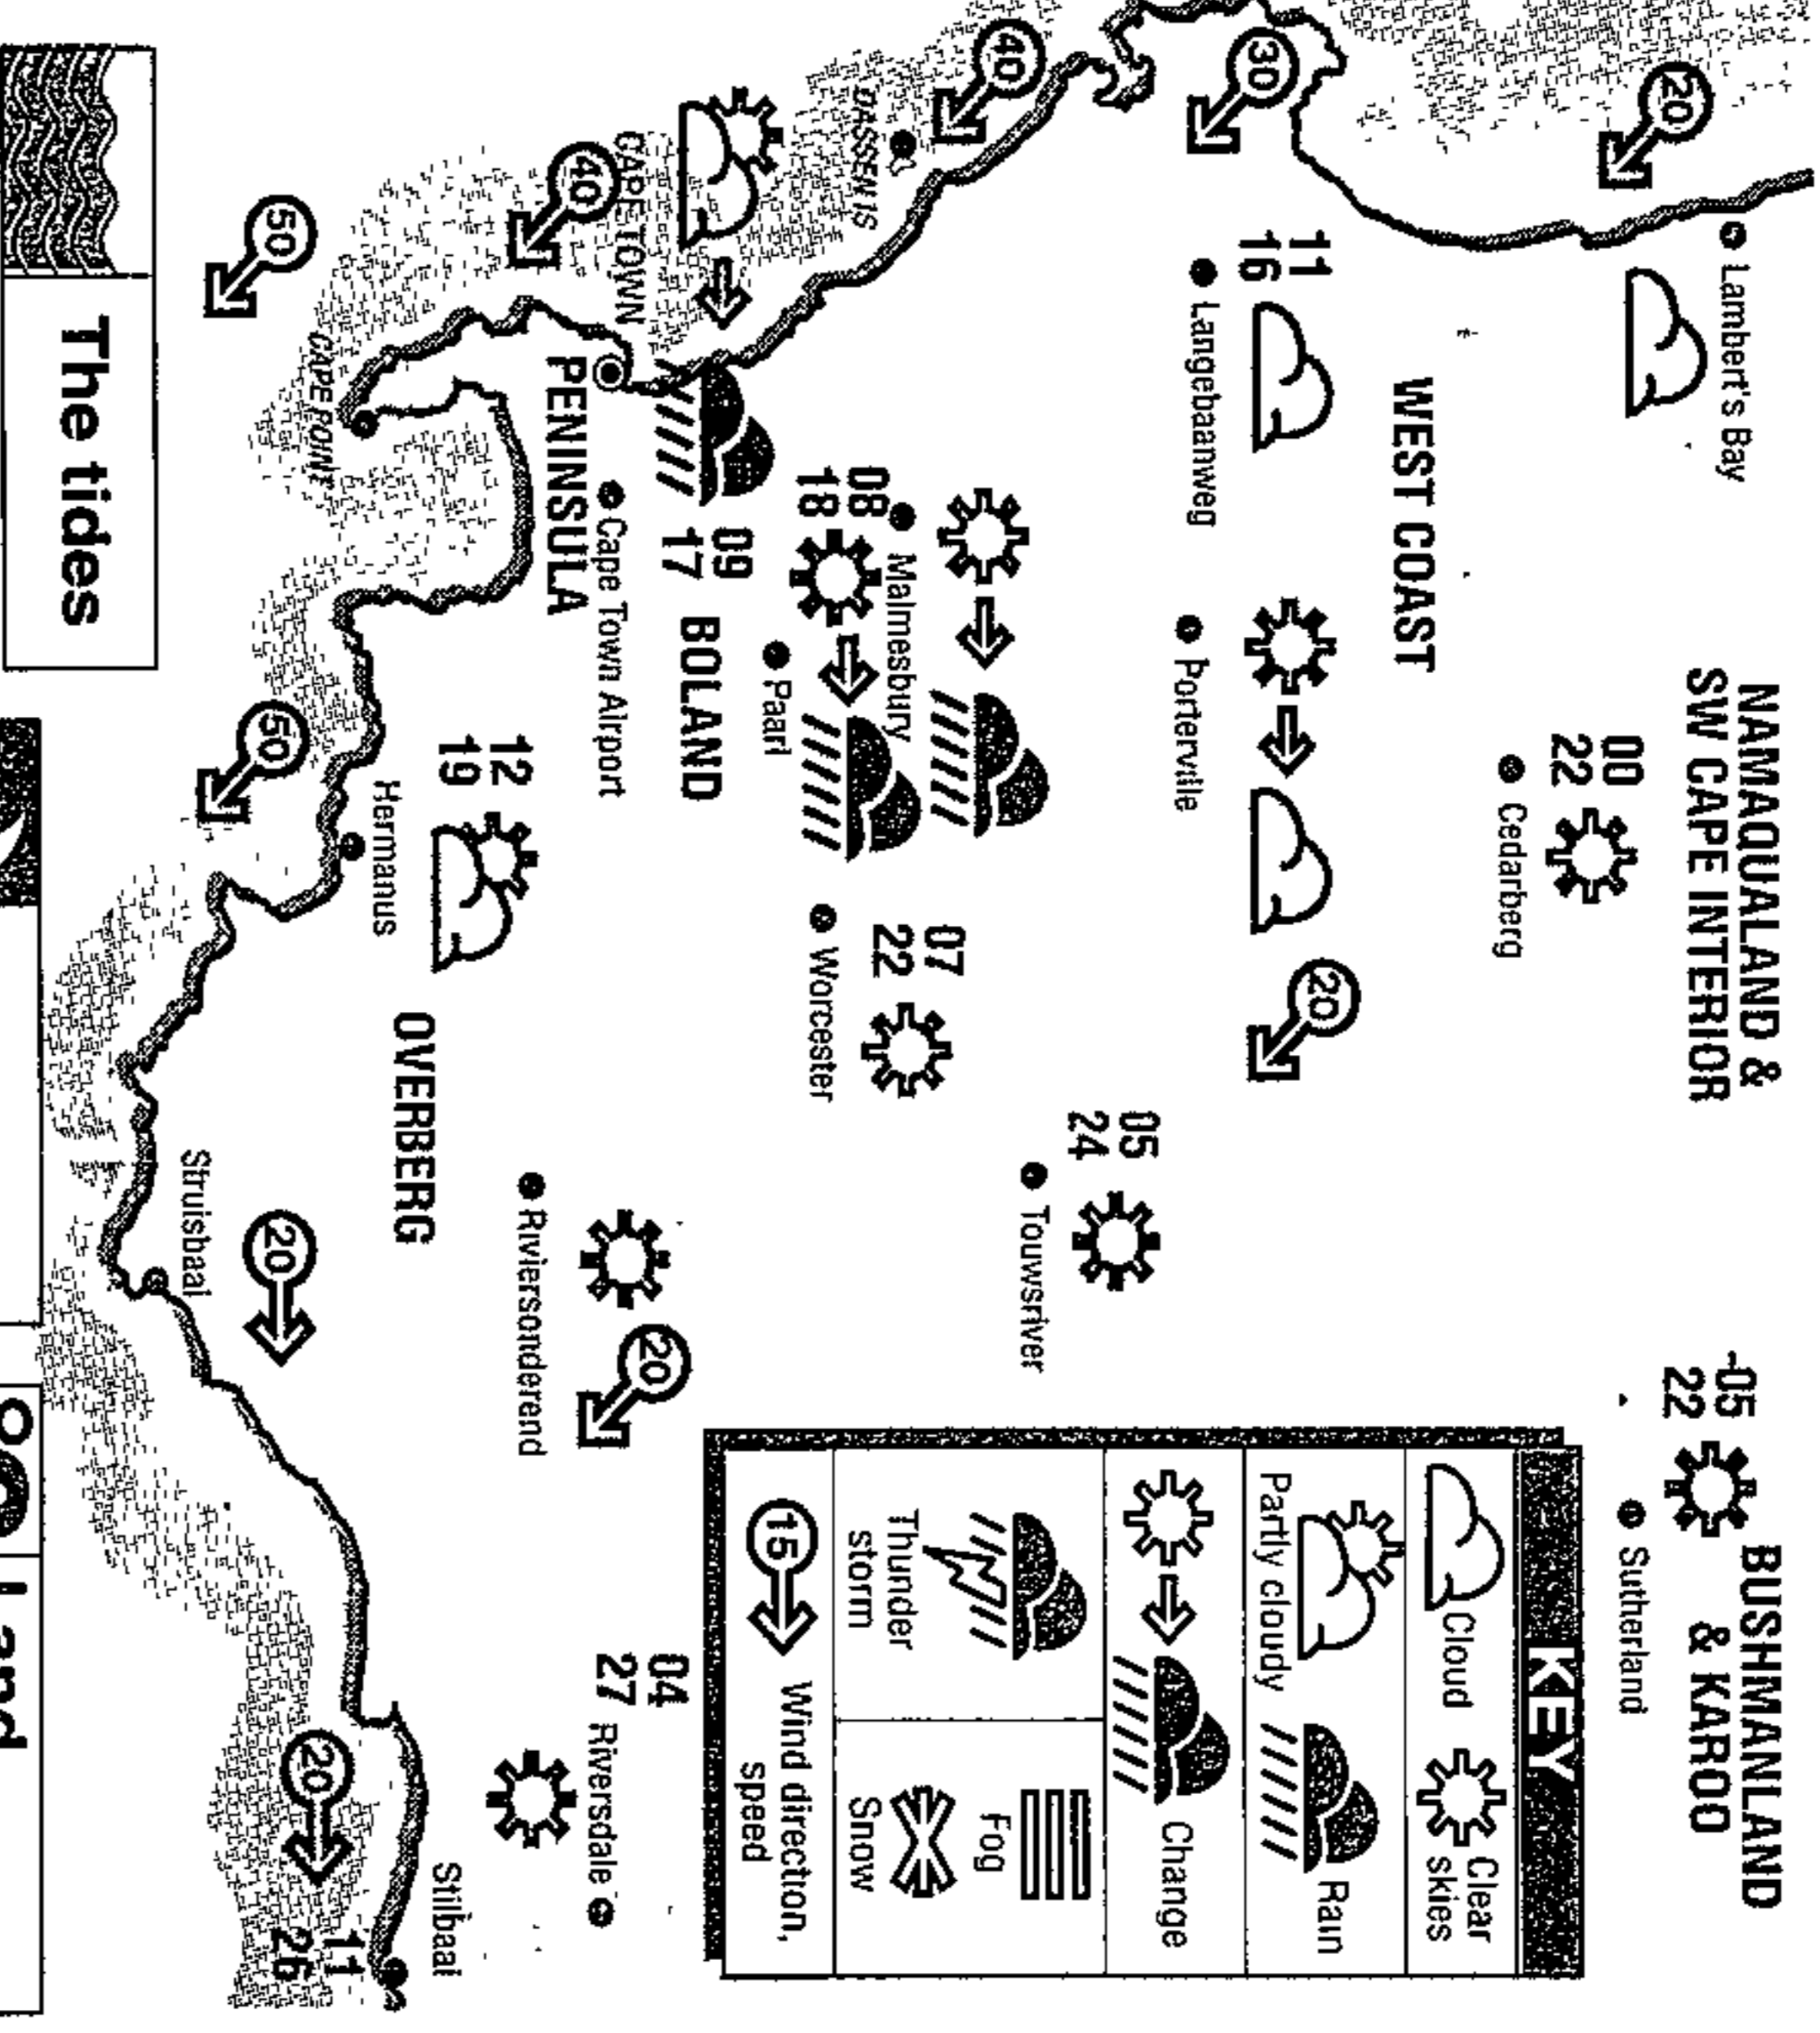 NAMAQUALAND &
SW CAPE INTERIOR
BUSHMANLAND
& KAROO
-05
22
Sutherland
Lambert's Bay
20
00
22
Cedarberg
KEY
Cloud
Clear
skies
Partly cloudy
Rain
Change
Thunder
storm
Fog
Snow
15
Wind direction,
speed
WEST COAST
30
11
16
Langebaanweg
Portervile
20
05
24
Touwsriver
40
DASSEN IS
08
18
Malmesbury
07
22
Worcester
Paarl
09
17
BOLAND
CAPE TOWN
40
PENINSULA
Cape Town Airport
20
Riviersonderend
04
27
Riversdale
12
19
Hermanus
OVERBERG
Stilbaai
CAPE POINT
50
50
20
20
11
26
Struisbaai
The tides